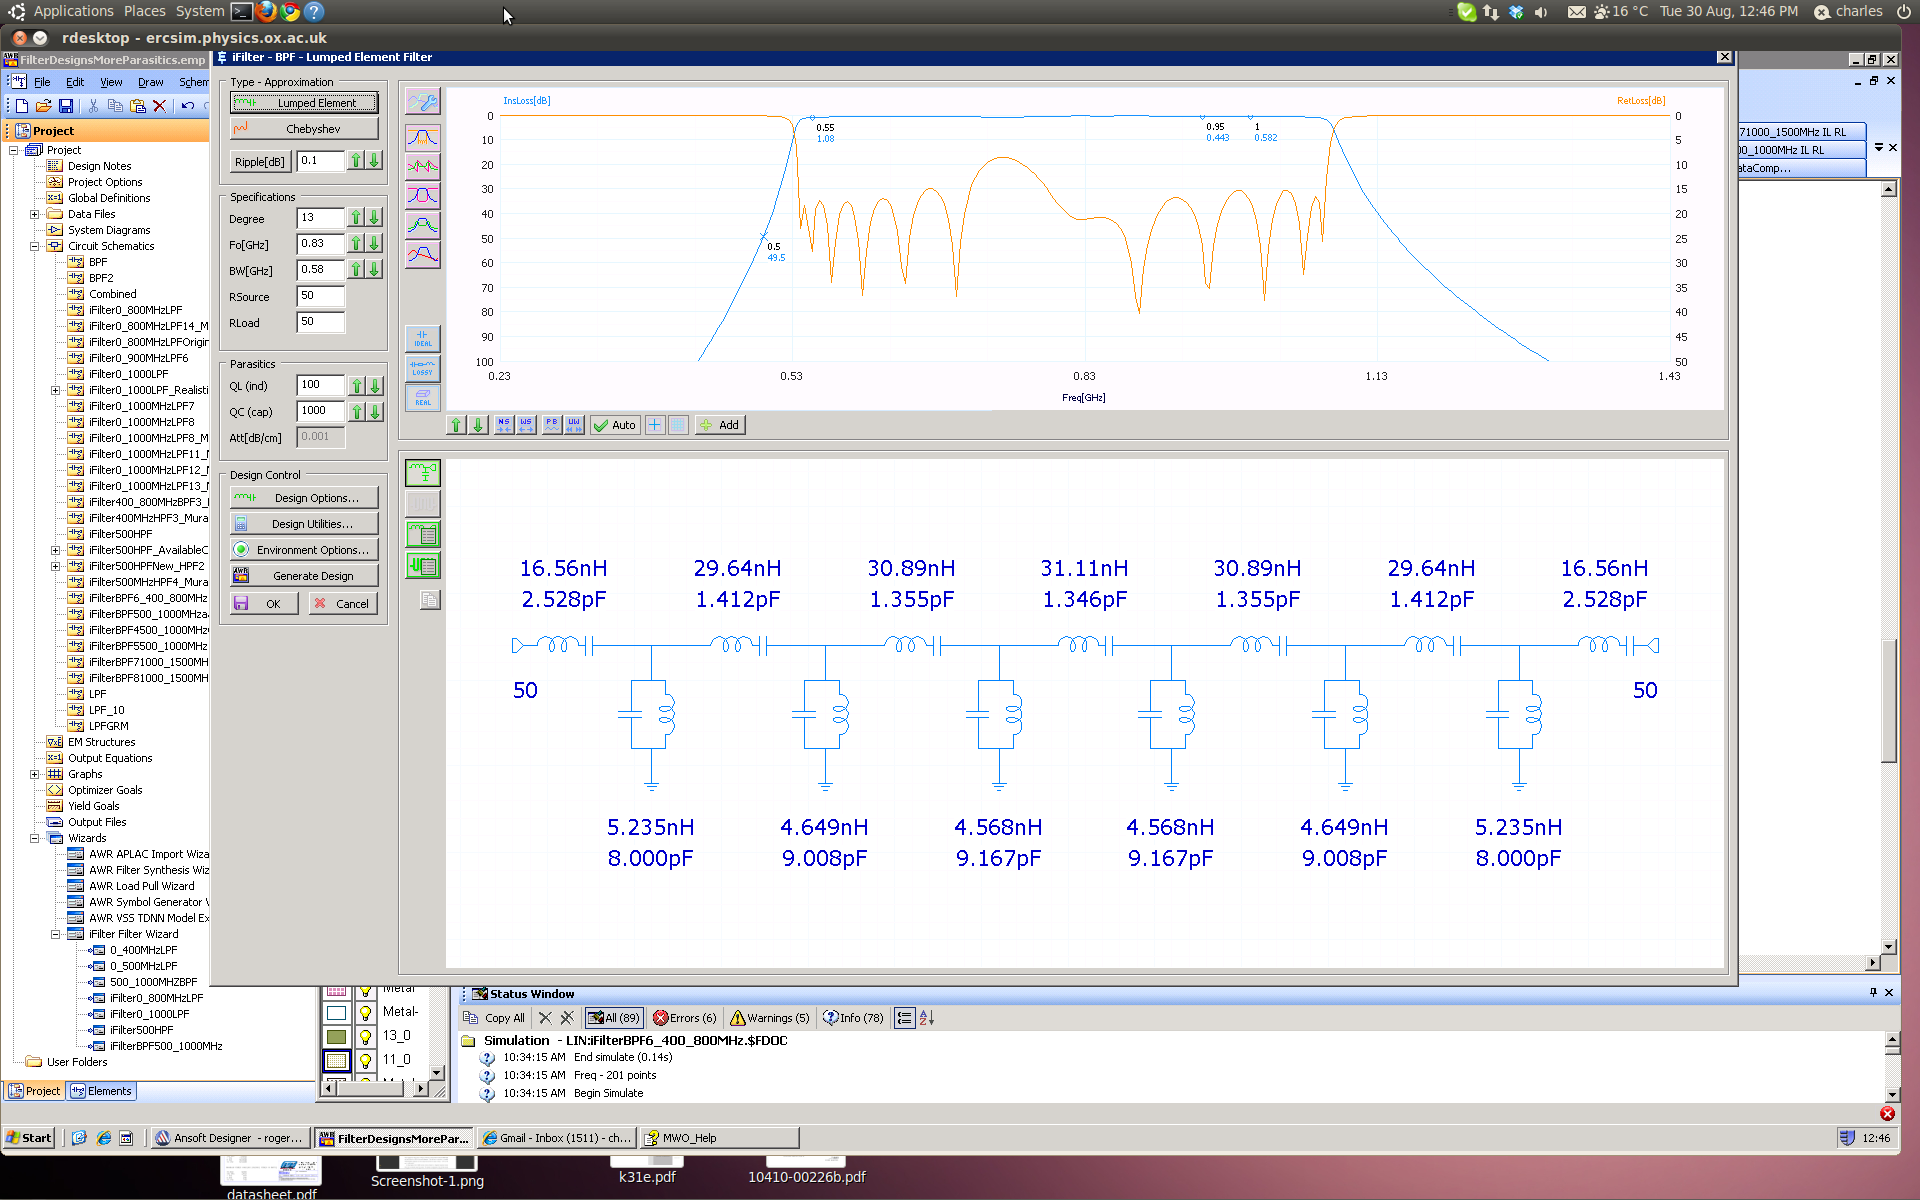 Applications Places System
16 °C Tue 30 Aug, 12:46 PM charles
rdesktop - ercsim.physics.ox.ac.uk
FilterDesignsMoreParasitics.emp
iFilter - BPF - Lumped Element Filter
File Edit View Draw Schem
Project
Project
Design Notes
Project Options
Global Definitions
Data Files
System Diagrams
Circuit Schematics
BPF
BPF2
Combined
iFilter0_800MHzLPF
iFilter0_800MHzLPF14_M
iFilter0_800MHzLPFOrigin
iFilter0_900MHzLPF6
iFilter0_1000LPF
iFilter0_1000LPF_Realisti
iFilter0_1000MHzLPF7
iFilter0_1000MHzLPF8
iFilter0_1000MHzLPF8_M
iFilter0_1000MHzLPF11_
iFilter0_1000MHzLPF12_
iFilter0_1000MHzLPF13_
iFilter400_800MHzBPF3_
iFilter400MHzHPF3_Mura
iFilter500HPF
iFilter500HPF_AvailableC
iFilter500HPFNew_HPF2
iFilter500MHzHPF4_Mura
iFilterBPF6_400_800MHz
iFilterBPF500_1000MHza
iFilterBPF4500_1000MHz
iFilterBPF5500_1000MHz
iFilterBPF71000_1500MH
iFilterBPF81000_1500MH
LPF
LPF_10
LPFGRM
EM Structures
Output Equations
Graphs
Optimizer Goals
Yield Goals
Output Files
Wizards
AWR APLAC Import Wiza
AWR Filter Synthesis Wiz
AWR Load Pull Wizard
AWR Symbol Generator
AWR VSS TDNN Model Ex
iFilter Filter Wizard
0_400MHzLPF
0_500MHzLPF
500_1000MHZBPF
iFilter0_800MHzLPF
iFilter0_1000LPF
iFilter500HPF
iFilterBPF500_1000MHz
User Folders
Project Elements
Type - Approximation
Lumped Element
Chebyshev
Ripple[dB] 0.1
Specifications
Degree 13
Fo[GHz] 0.83
BW[GHz] 0.58
RSource 50
RLoad 50
Parasitics
QL (ind) 100
QC (cap) 1000
Att[dB/cm] 0.001
Design Control
Design Options...
Design Utilities...
Environment Options...
Generate Design
OK Cancel
IDEAL
LOSSY
REAL
InsLoss[dB] RetLoss[dB]
0 0
10 5
20 10
30 15
40 20
50 25
60 30
70 35
80 40
90 45
100 50
0.55
1.08
0.95
0.443
1
0.582
0.5
49.5
0.23 0.53 0.83 1.13 1.43
Freq[GHz]
NS WS PB UW Auto Add
71000_1500MHz IL RL
00_1000MHz IL RL
ataComp...
16.56nH 29.64nH 30.89nH 31.11nH 30.89nH 29.64nH 16.56nH
2.528pF 1.412pF 1.355pF 1.346pF 1.355pF 1.412pF 2.528pF
50 50
5.235nH 4.649nH 4.568nH 4.568nH 4.649nH 5.235nH
8.000pF 9.008pF 9.167pF 9.167pF 9.008pF 8.000pF
Metal
Metal-
13_0
11_0
Status Window
Copy All All (89) Errors (6) Warnings (5) Info (78)
Simulation - LIN:iFilterBPF6_400_800MHz.$FDOC
10:34:15 AM End simulate (0.14s)
10:34:15 AM Freq - 201 points
10:34:15 AM Begin Simulate
Start Ansoft Designer - roger... FilterDesignsMorePar... Gmail - Inbox (1511) - ch... MWO_Help 12:46
datasheet.pdf
Screenshot-1.png
k31e.pdf
10410-00226b.pdf